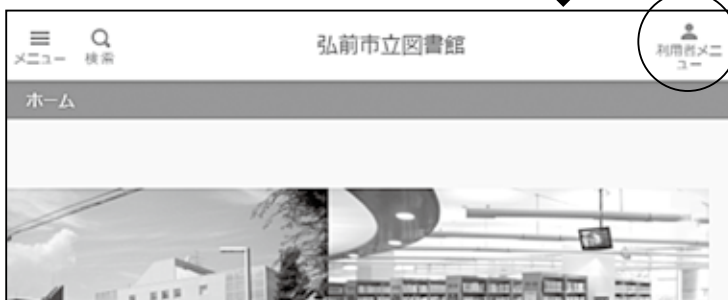 メニュー
検索
弘前市立図書館
利用者メニ
ュー
ホーム